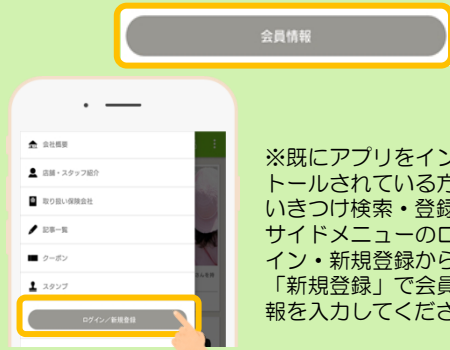 会員情報
会社概要
店舗・スタッフ紹介
取り扱い保険会社
記事一覧
クーポン
スタンプ
ログイン／新規登録
※既にアプリをイン
トールされている方
いきつけ検索・登録
サイドメニューのロ
イン・新規登録から
「新規登録」で会員
報を入力してくださ